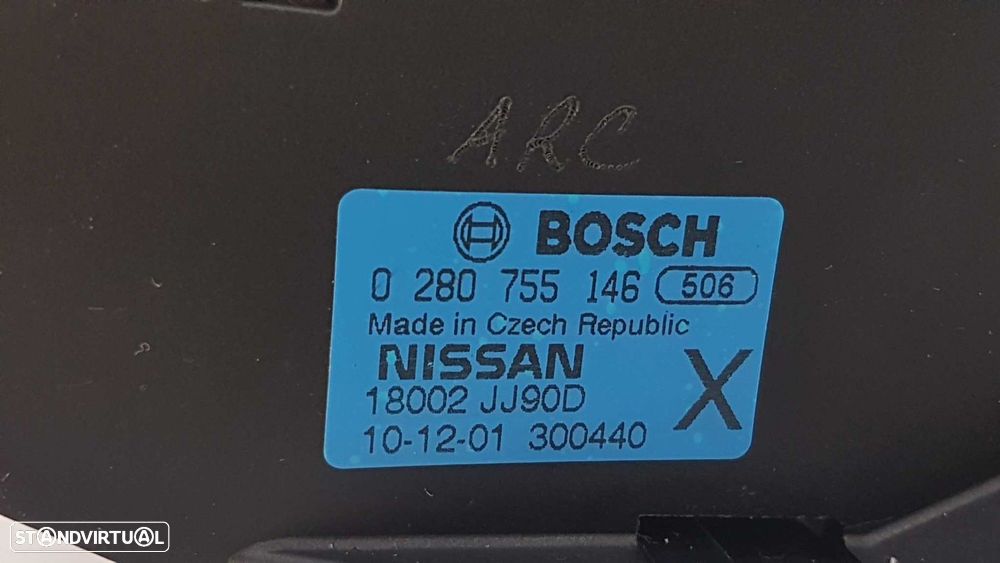 ARC
BOSCH
0 280 755 146 506
Made in Czech Republic
NISSAN
18002 JJ90D X
10-12-01 300440
STANDVIRTUAL